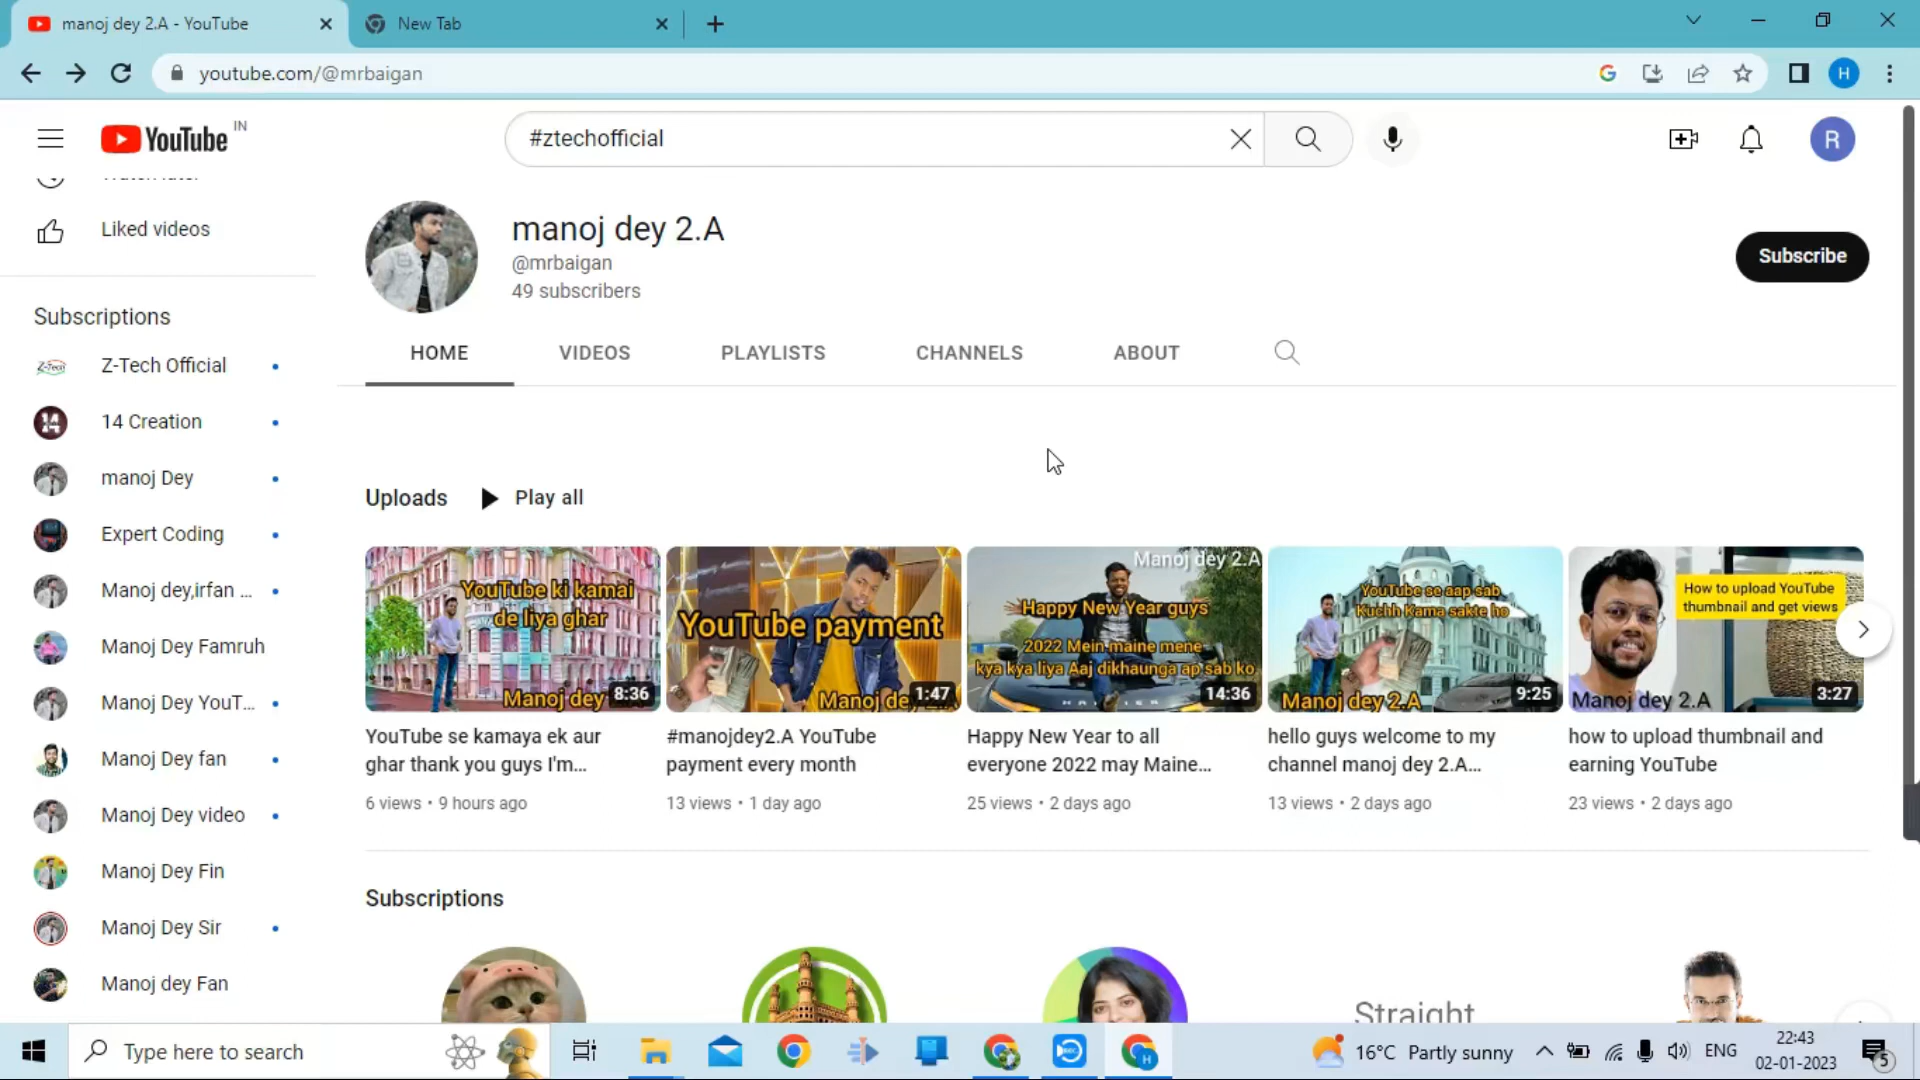 manoj dey 2.A - YouTube
New Tab
youtube.com/@mrbaigan
H
YouTube IN
#ztechofficial
R
Liked videos
Subscriptions
Z-Tech Official
14 Creation
manoj Dey
Expert Coding
Manoj dey,irfan ...
Manoj Dey Famruh
Manoj Dey YouT...
Manoj Dey fan
Manoj Dey video
Manoj Dey Fin
Manoj Dey Sir
Manoj dey Fan
manoj dey 2.A
@mrbaigan
49 subscribers
Subscribe
HOME
VIDEOS
PLAYLISTS
CHANNELS
ABOUT
Uploads
Play all
YouTube ki kamai
de liya ghar
Manoj dey
8:36
YouTube se kamaya ek aur
ghar thank you guys I'm...
6 views • 9 hours ago
YouTube payment
1:47
#manojdey2.A YouTube
payment every month
13 views • 1 day ago
Manoj dey 2.A
Happy New Year guys
2022 Mein maine mene
kya kya liya Aaj dikhaunga ap sab ko
14:36
Happy New Year to all
everyone 2022 may Maine...
25 views • 2 days ago
YouTube se aap sab
Kuchh Kama sakte ho
Manoj dey 2.A
9:25
hello guys welcome to my
channel manoj dey 2.A...
13 views • 2 days ago
How to upload YouTube
thumbnail and get views
Manoj dey 2.A
3:27
how to upload thumbnail and
earning YouTube
23 views • 2 days ago
Subscriptions
Straight
Type here to search
16°C Partly sunny
ENG
22:43
02-01-2023
5